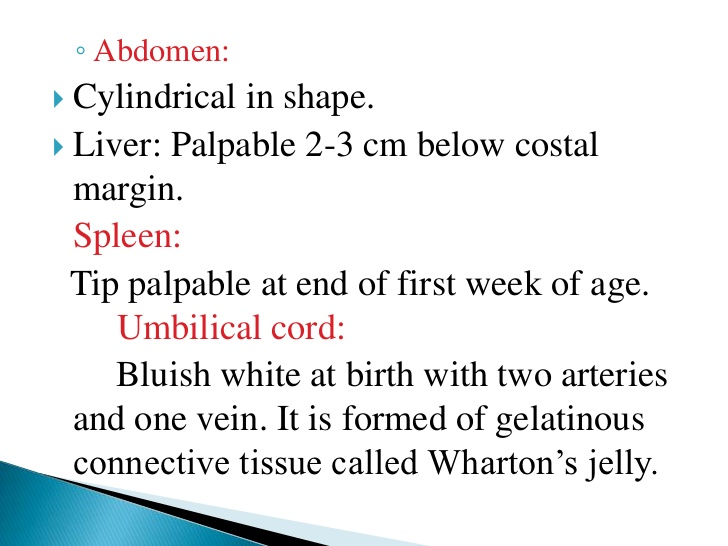 ◦ Abdomen:
Cylindrical in shape.
Liver: Palpable 2-3 cm below costal
margin.
Spleen:
Tip palpable at end of first week of age.
Umbilical cord:
Bluish white at birth with two arteries
and one vein. It is formed of gelatinous
connective tissue called Wharton’s jelly.